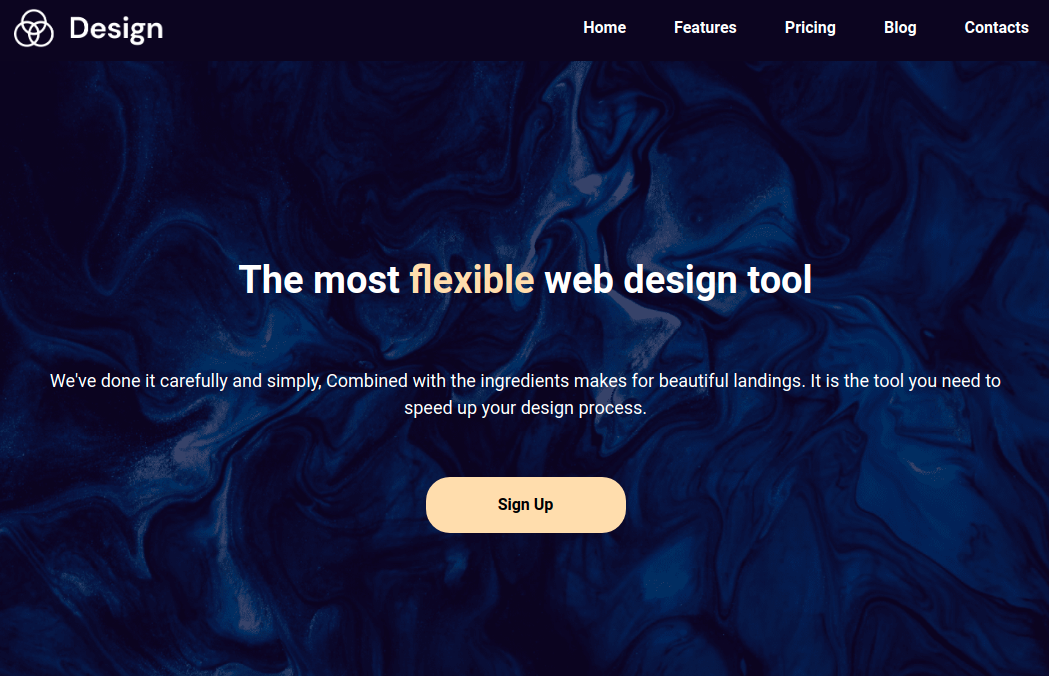 Design
Home Features Pricing Blog Contacts
The most flexible web design tool
We've done it carefully and simply, Combined with the ingredients makes for beautiful landings. It is the tool you need to
speed up your design process.
Sign Up